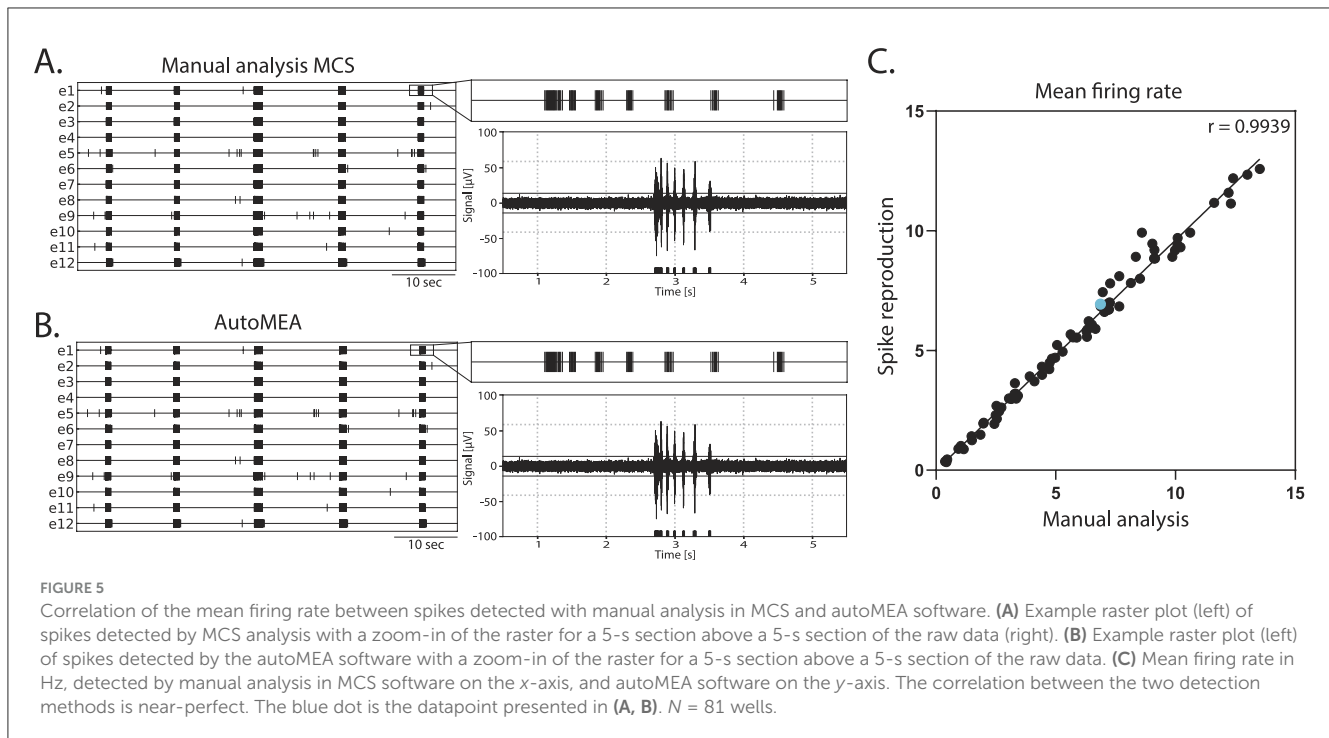 A.
Manual analysis MCS
e1
e2
e3
e4
e5
e6
e7
e8
e9
e10
e11
e12
10 sec
Signal [µV]
100
50
0
−50
−100
1 2 3 4 5
Time [s]
B.
AutoMEA
e1
e2
e3
e4
e5
e6
e7
e8
e9
e10
e11
e12
10 sec
Signal [µV]
100
50
0
−50
−100
1 2 3 4 5
Time [s]
C.
Mean firing rate
r = 0.9939
Spike reproduction
15
10
5
0
0 5 10 15
Manual analysis
FIGURE 5
Correlation of the mean firing rate between spikes detected with manual analysis in MCS and autoMEA software. (A) Example raster plot (left) of
spikes detected by MCS analysis with a zoom-in of the raster for a 5-s section above a 5-s section of the raw data (right). (B) Example raster plot (left)
of spikes detected by the autoMEA software with a zoom-in of the raster for a 5-s section above a 5-s section of the raw data. (C) Mean firing rate in
Hz, detected by manual analysis in MCS software on the x-axis, and autoMEA software on the y-axis. The correlation between the two detection
methods is near-perfect. The blue dot is the datapoint presented in (A, B). N = 81 wells.